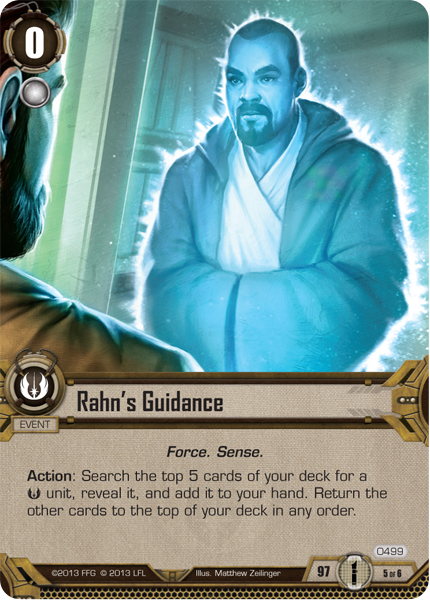 0
Rahn's Guidance
EVENT
Force. Sense.
Action: Search the top 5 cards of your deck for a
unit, reveal it, and add it to your hand. Return the
other cards to the top of your deck in any order.
0499
©2013 FFG © 2013 LFL Illus. Matthew Zeilinger 97 1 5 OF 6